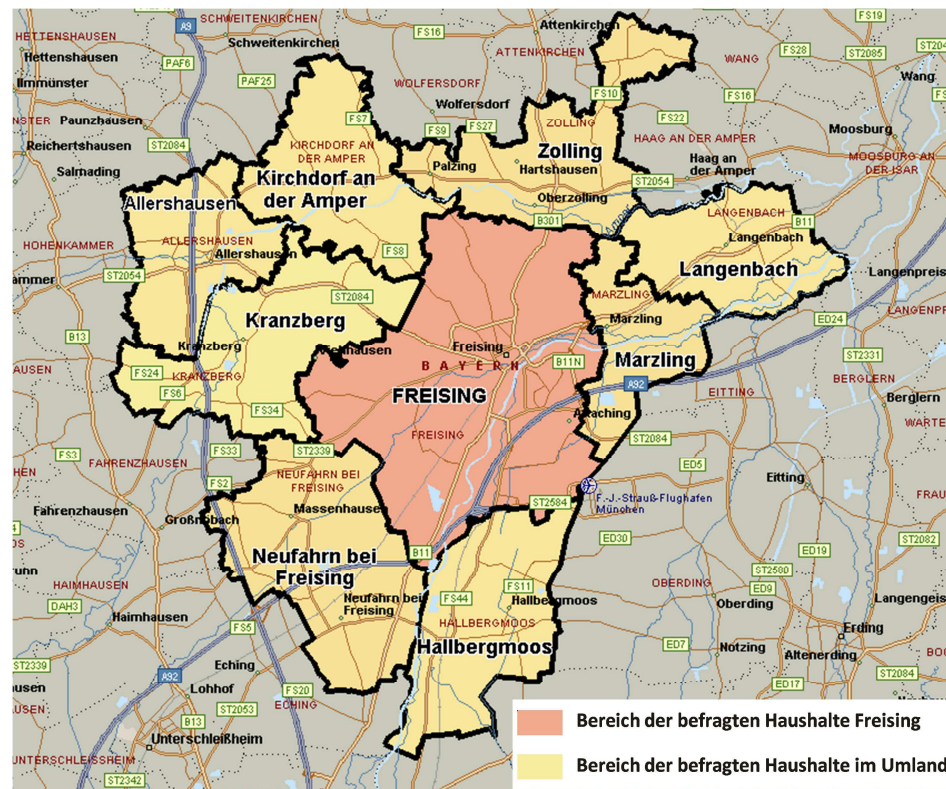 SCHWEITENKIRCHEN
Attenkirchen
FS19
A9
FS16
HETTENSHAUSEN
Schweitenkirchen
ATTENKIRCHEN
WANG
FS28
ST2085
Hettenshausen
PAF6
Ilmmünster
PAF25
WOLFERSDORF
FS10
FS16
Wang
Wolfersdorf
ZOLLING
FS22
Paunzhausen
FS7
FS9
FS27
HAAG AN DER AMPER
Moosburg
Reichertshausen
ST2084
KIRCHDORF AN
DER AMPER
Zolling
Haag an
der Amper
MOOSBURG AN
DER ISAR
Salmading
Palzing
Hartshausen
ST2054
Kirchdorf an
der Amper
Oberzolling
Allershausen
B301
LANGENBACH
B11
HOHENKAMMER
ALLERSHAUSEN
Allershausen
FS8
Langenbach
ST2054
Langenbach
Langenpreis
ammer
ST2084
MARZLING
B13
Kranzberg
Marzling
ED24
Kranzberg
Freising
BAYERN
B11N
Marzling
ST2331
FS24
KRANZBERG
A92
EITTING
BERGLERN
FS6
FREISING
Berglern
FS34
FREISING
ST2084
FS3
FS33
ST2339
FAHRENZHAUSEN
NEUFAHRN BEI
FREISING
ED5
FS2
Eitting
ST2584
F.-J.-Strauß-Flughafen
München
Fahrenzhausen
Massenhause
ED30
ST2082
Neufahrn bei
Freising
B11
ED19
HAIMHAUSEN
ST2580
FS44
FS11
OBERDING
ED9
DAH3
Neufahrn bei
Freising
Hallbergmoos
Oberding
Langengeis
Haimhausen
FS5
HALLBERGMOOS
Erding
Hallbergmoos
ED7
Notzing
Altenerding
ST2339
A92
Eching
ST2084
Lohhof
FS20
ED17
ST2053
ECHING
B13
Unterschleißheim
Bereich der befragten Haushalte Freising
UNTERSCHLEISSHEIM
Bereich der befragten Haushalte im Umland
ST2342